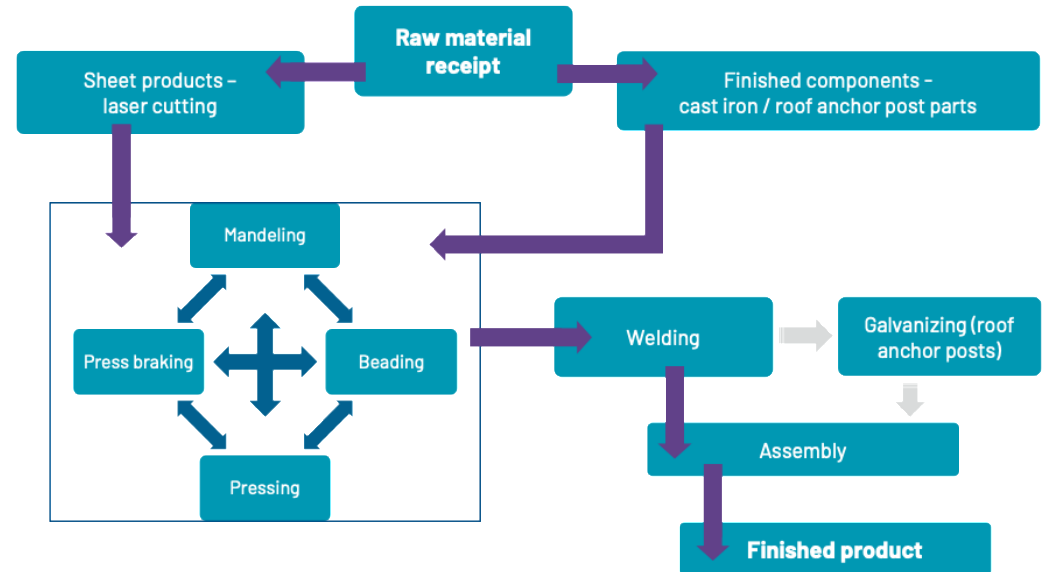 Raw material
receipt
Sheet products -
laser cutting
Finished components -
cast iron / roof anchor post parts
Mandeling
Press braking
Beading
Pressing
Welding
Galvanizing (roof
anchor posts)
Assembly
Finished product